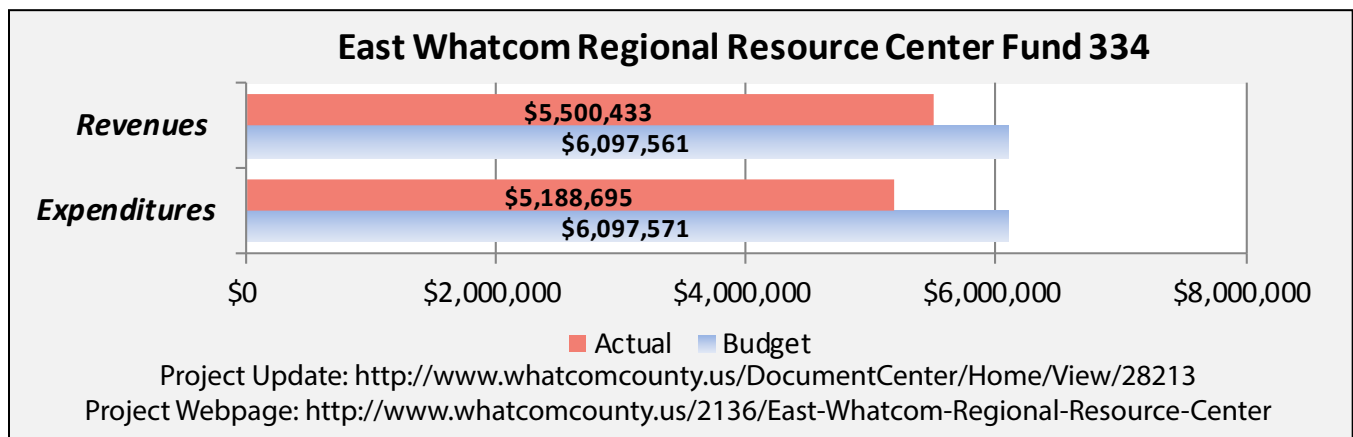 East Whatcom Regional Resource Center Fund 334
Revenues
$5,500,433
$6,097,561
Expenditures
$5,188,695
$6,097,571
$0 $2,000,000 $4,000,000 $6,000,000 $8,000,000
Actual Budget
Project Update: http://www.whatcomcounty.us/DocumentCenter/Home/View/28213
Project Webpage: http://www.whatcomcounty.us/2136/East-Whatcom-Regional-Resource-Center